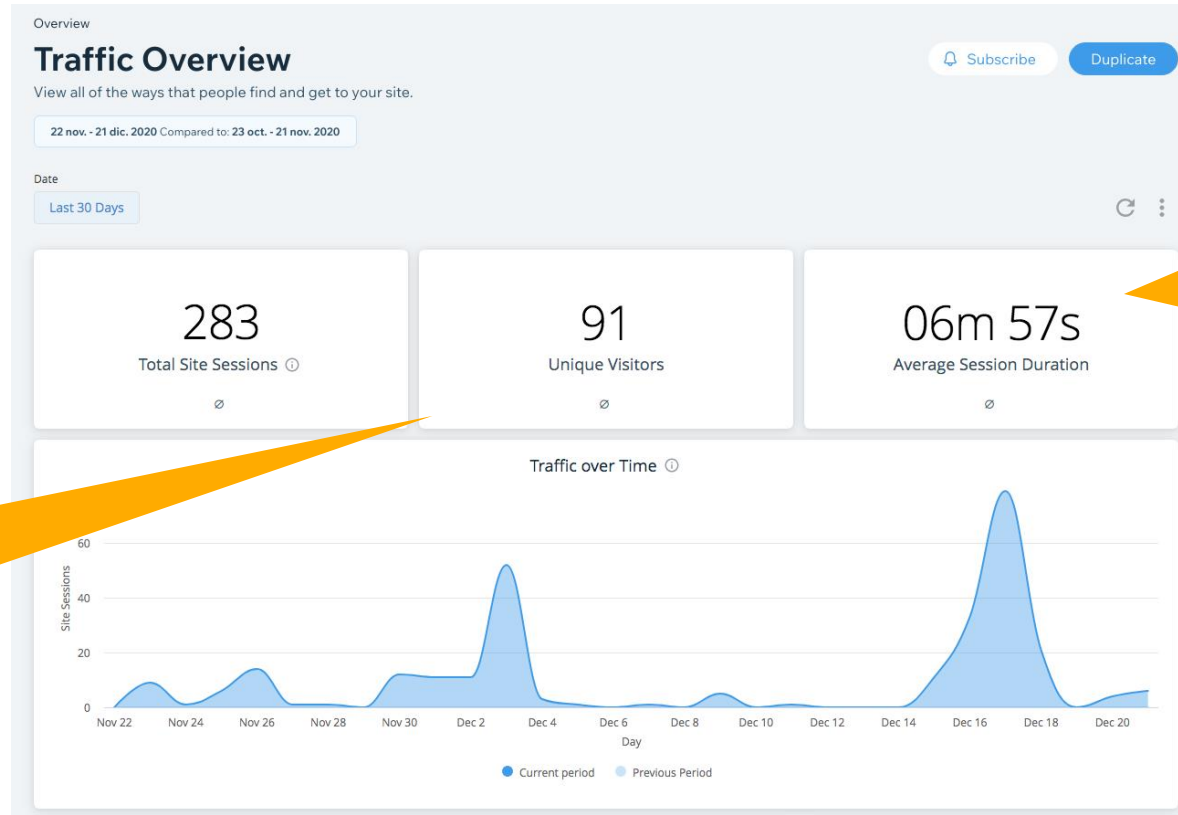 Overview
Traffic Overview
Subscribe
Duplicate
View all of the ways that people find and get to your site.
22 nov. - 21 dic. 2020 Compared to: 23 oct. - 21 nov. 2020
Date
Last 30 Days
283
Total Site Sessions
Ø
91
Unique Visitors
Ø
06m 57s
Average Session Duration
Ø
Traffic over Time
60
40
20
0
Site Sessions
Nov 22 Nov 24 Nov 26 Nov 28 Nov 30 Dec 2 Dec 4 Dec 6 Dec 8 Dec 10 Dec 12 Dec 14 Dec 16 Dec 18 Dec 20
Day
Current period Previous Period